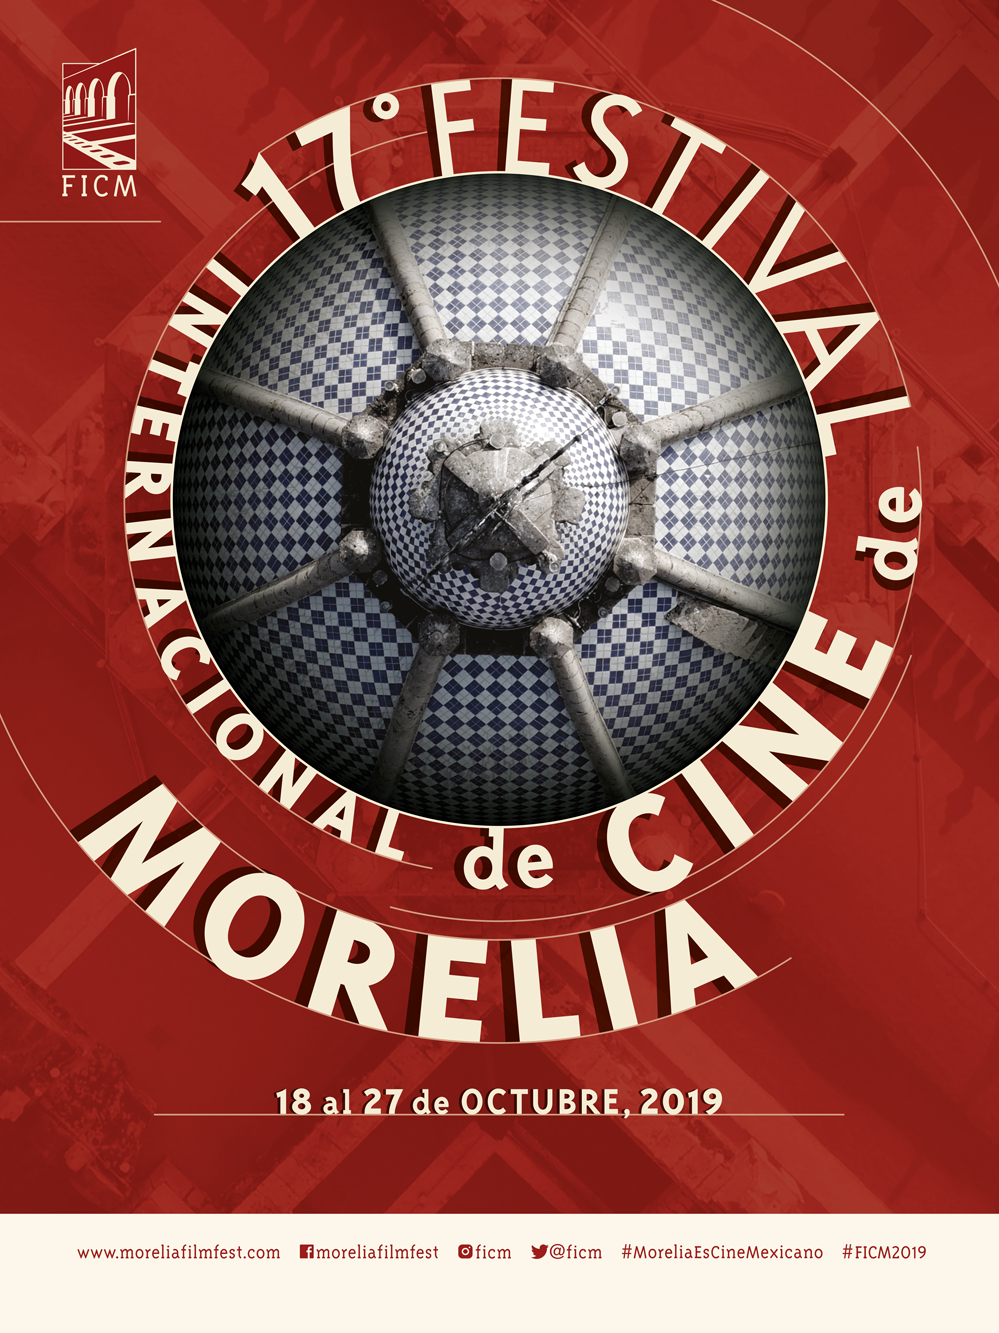 FICM
17° FESTIVAL
INTERNACIONAL
de CINE de
MORELIA
18 al 27 de OCTUBRE, 2019
www.moreliafilmfest.com moreliafilmfest ficm @ficm #MoreliaEsCineMexicano #FICM2019